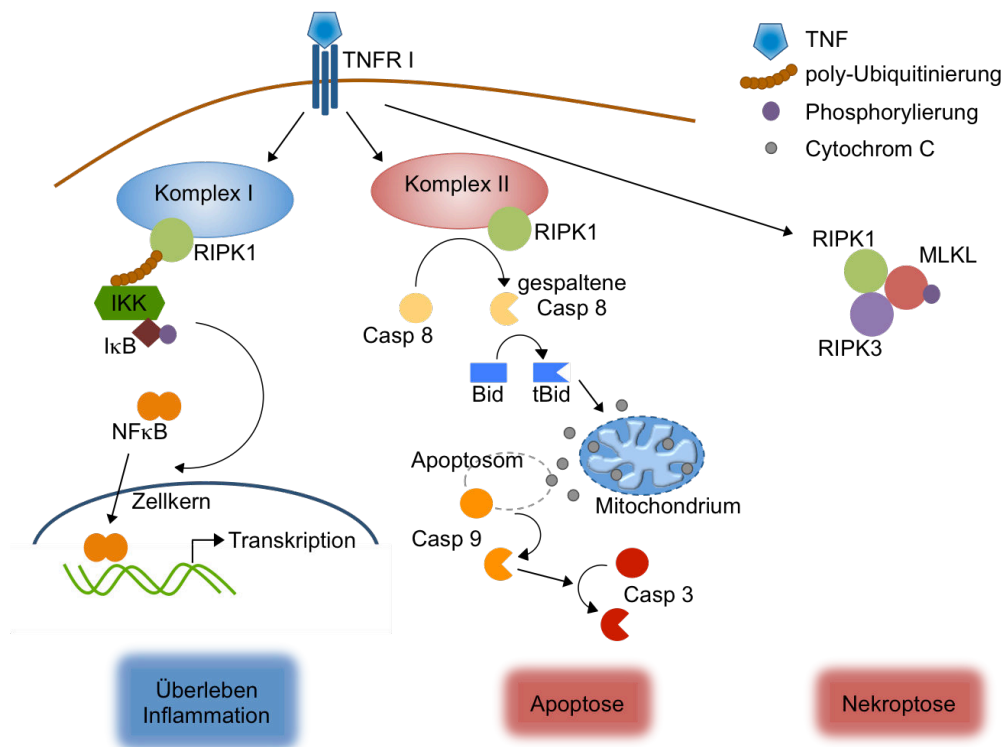 TNF
TNFR I
poly-Ubiquitinierung
Phosphorylierung
Cytochrom C
Komplex I
RIPK1
IKK
IκB
NFκB
Zellkern
Transkription
Komplex II
RIPK1
Casp 8
gespaltene
Casp 8
Bid
tBid
Apoptosom
Mitochondrium
Casp 9
Casp 3
RIPK1
MLKL
RIPK3
Überleben
Inflammation
Apoptose
Nekroptose